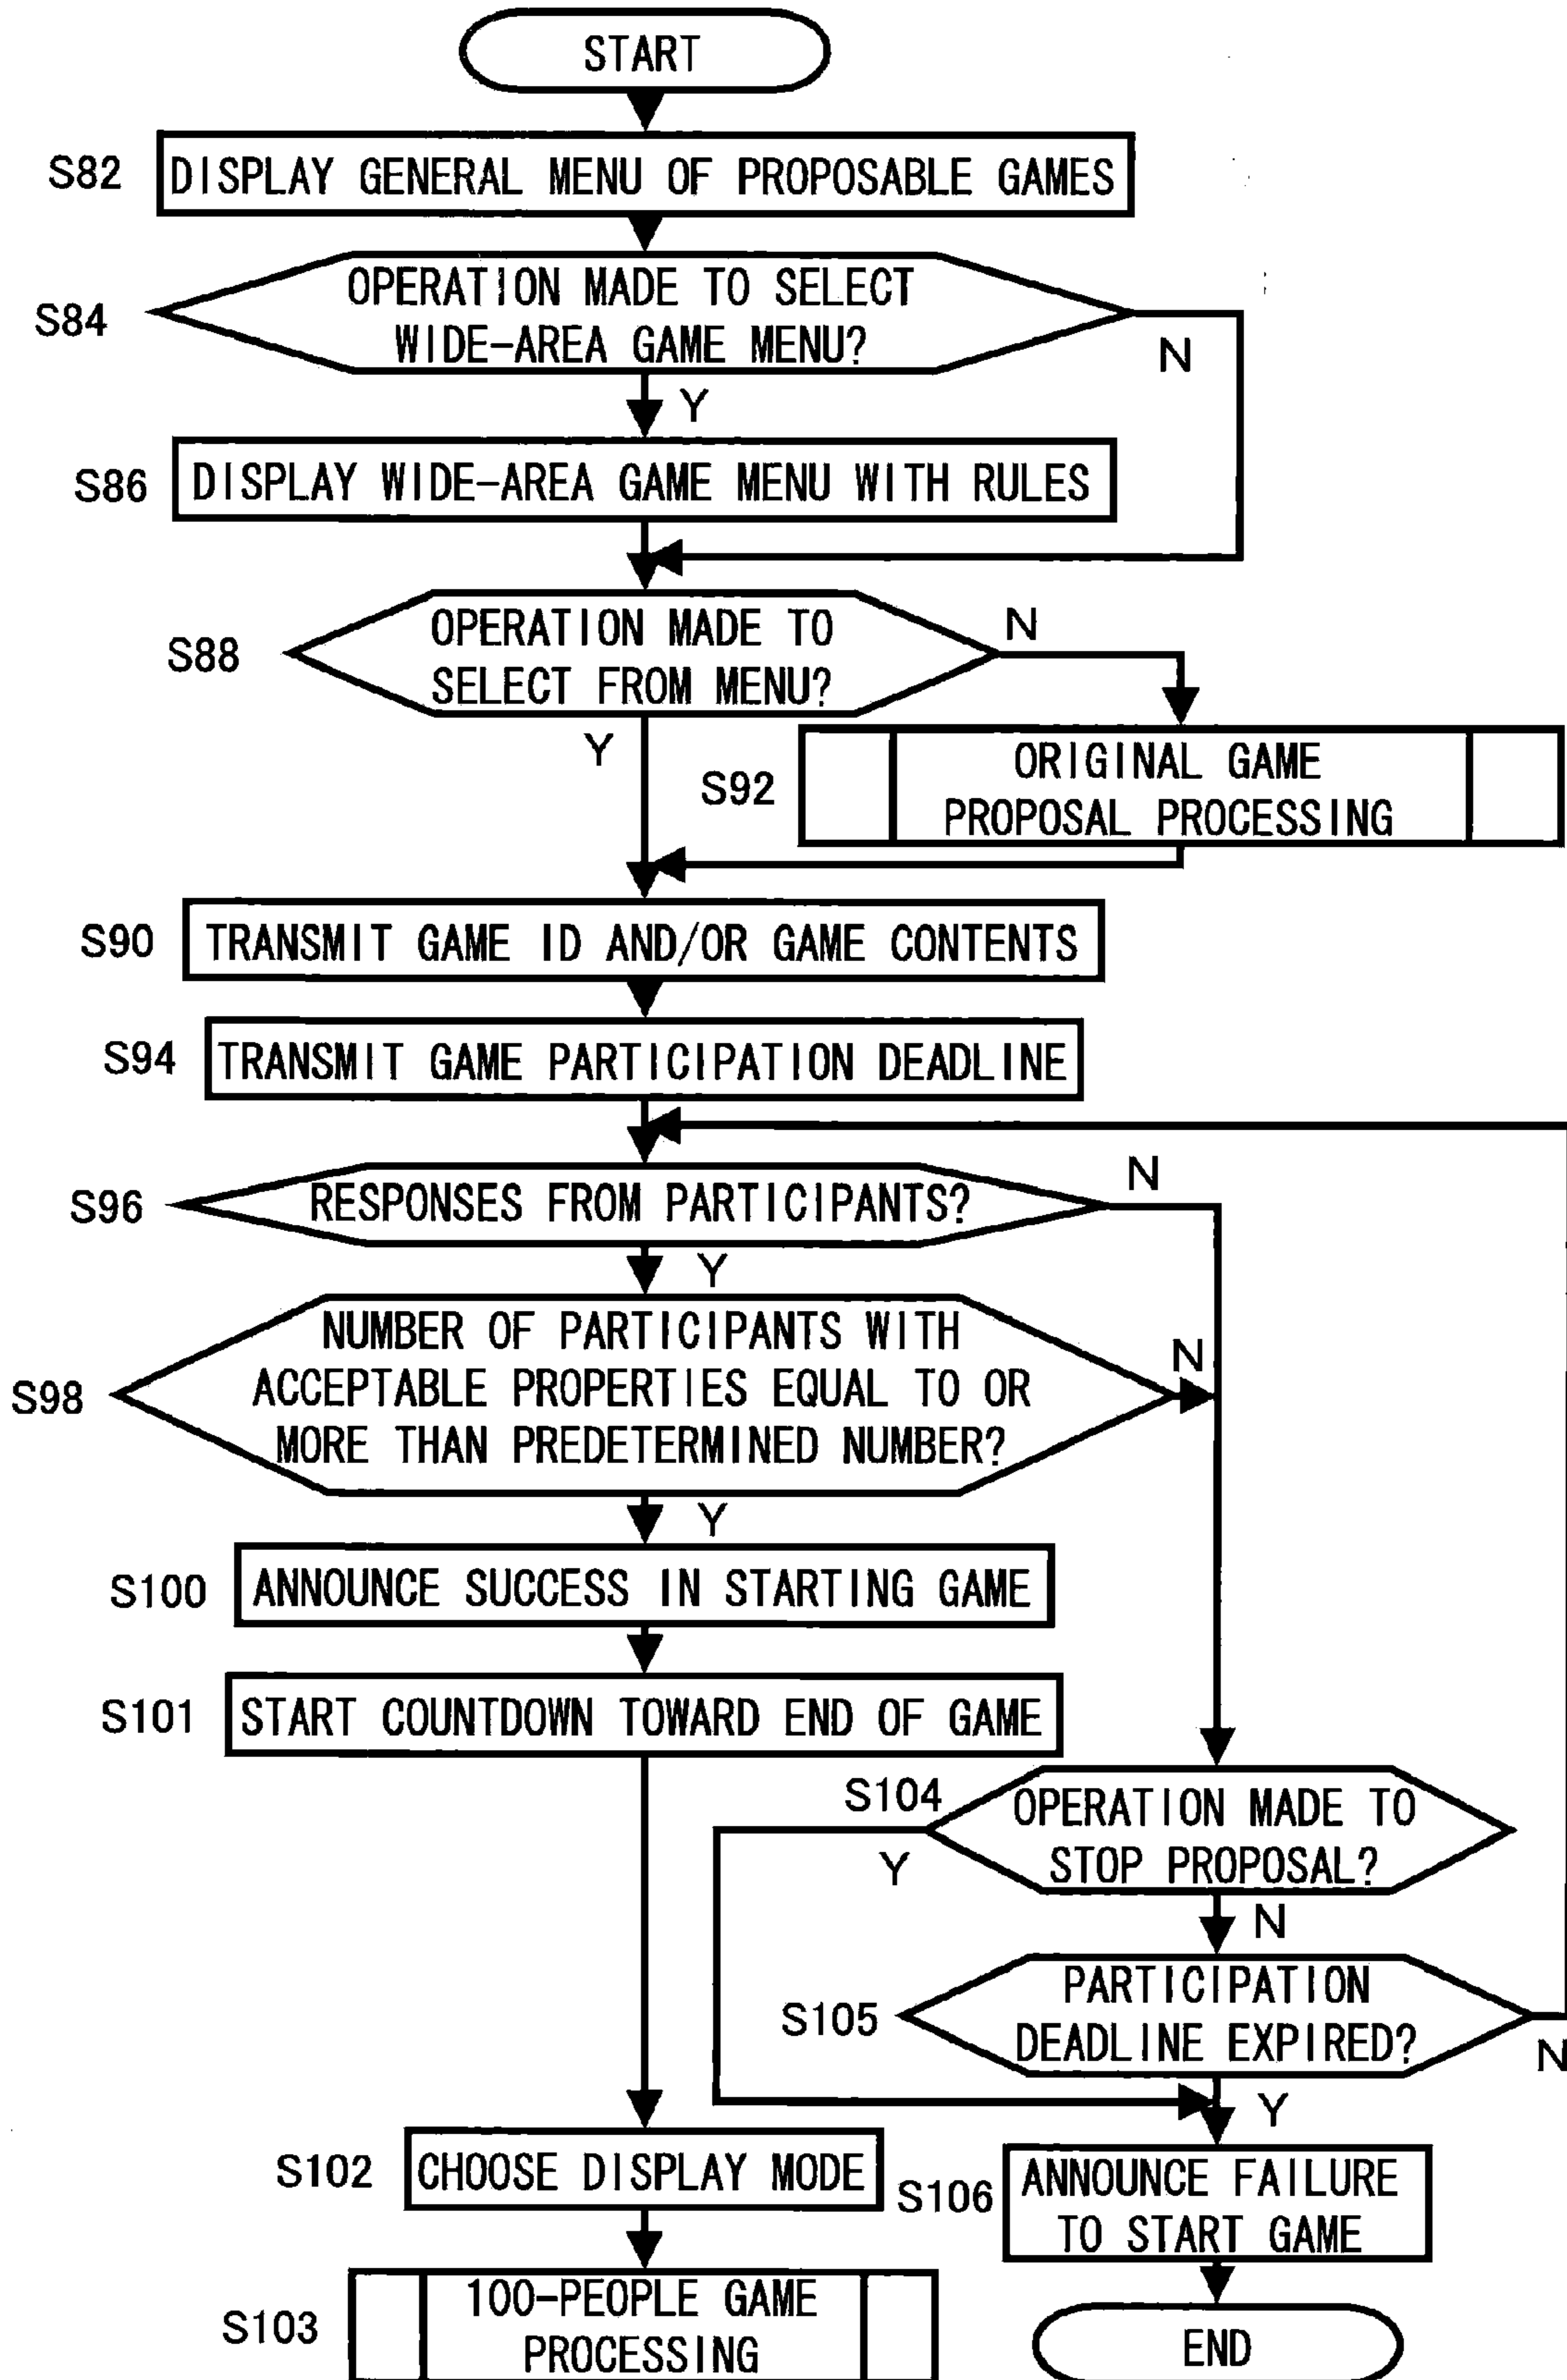 START
S82
DISPLAY GENERAL MENU OF PROPOSABLE GAMES
S84
OPERATION MADE TO SELECT
WIDE-AREA GAME MENU?
N
Y
S86
DISPLAY WIDE-AREA GAME MENU WITH RULES
S88
OPERATION MADE TO
SELECT FROM MENU?
N
Y
S92
ORIGINAL GAME
PROPOSAL PROCESSING
S90
TRANSMIT GAME ID AND/OR GAME CONTENTS
S94
TRANSMIT GAME PARTICIPATION DEADLINE
S96
RESPONSES FROM PARTICIPANTS?
N
Y
S98
NUMBER OF PARTICIPANTS WITH
ACCEPTABLE PROPERTIES EQUAL TO OR
MORE THAN PREDETERMINED NUMBER?
N
Y
S100
ANNOUNCE SUCCESS IN STARTING GAME
S101
START COUNTDOWN TOWARD END OF GAME
S104
OPERATION MADE TO
STOP PROPOSAL?
Y
N
S105
PARTICIPATION
DEADLINE EXPIRED?
N
Y
S102
CHOOSE DISPLAY MODE
S106
ANNOUNCE FAILURE
TO START GAME
S103
100-PEOPLE GAME
PROCESSING
END